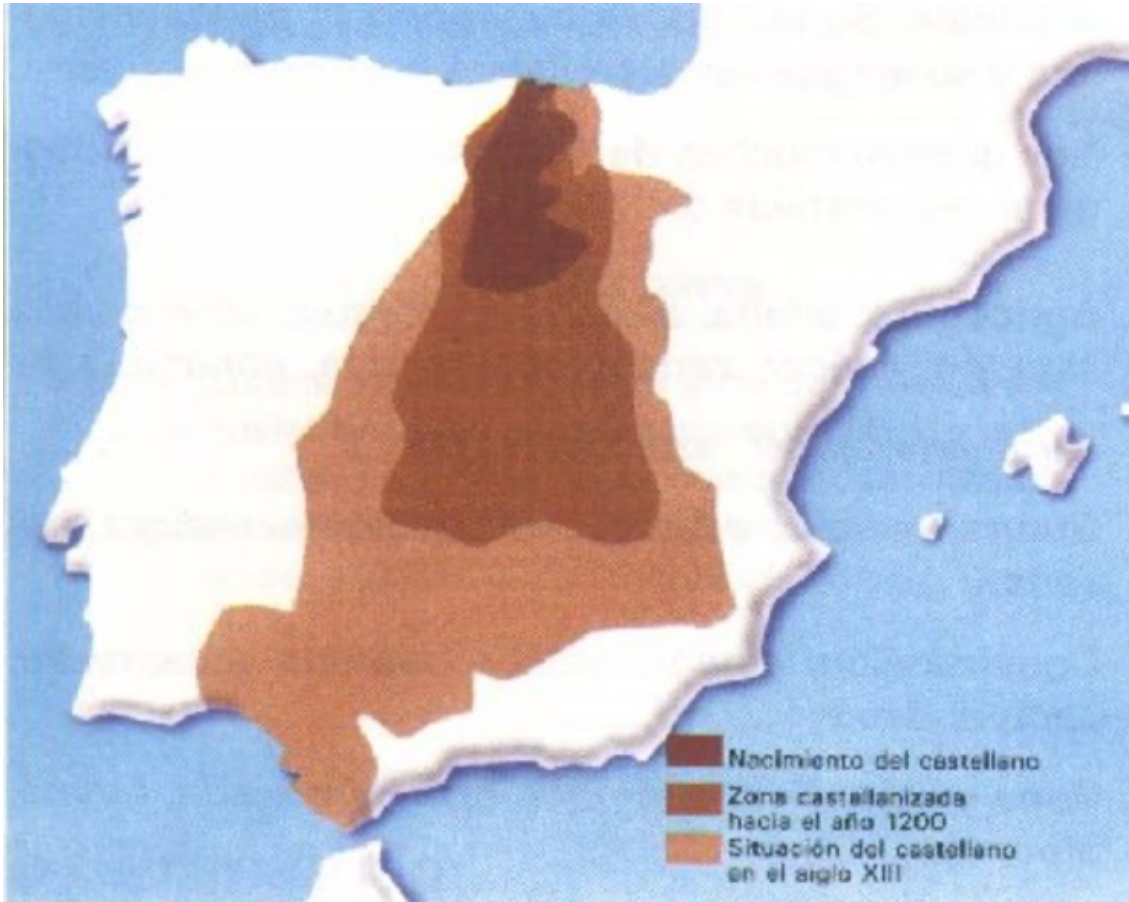 Nacimiento del castellano
Zona castellanizada
hacia el año 1200
Situación del castellano
en el siglo XIII